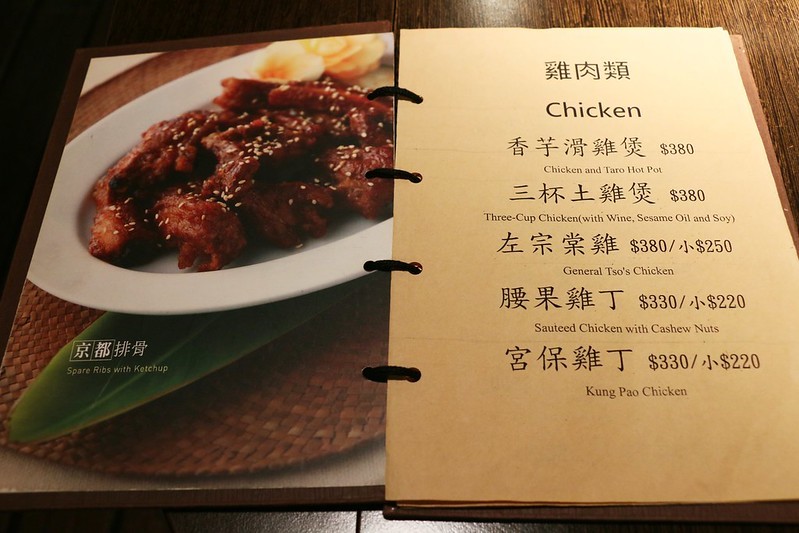 京都排骨
Spare Ribs with Ketchup
雞肉類
Chicken
香芋滑雞煲 $380
Chicken and Taro Hot Pot
三杯土雞煲 $380
Three-Cup Chicken(with Wine, Sesame Oil and Soy)
左宗棠雞 $380/小$250
General Tso's Chicken
腰果雞丁 $330/小$220
Sauteed Chicken with Cashew Nuts
宮保雞丁 $330/小$220
Kung Pao Chicken